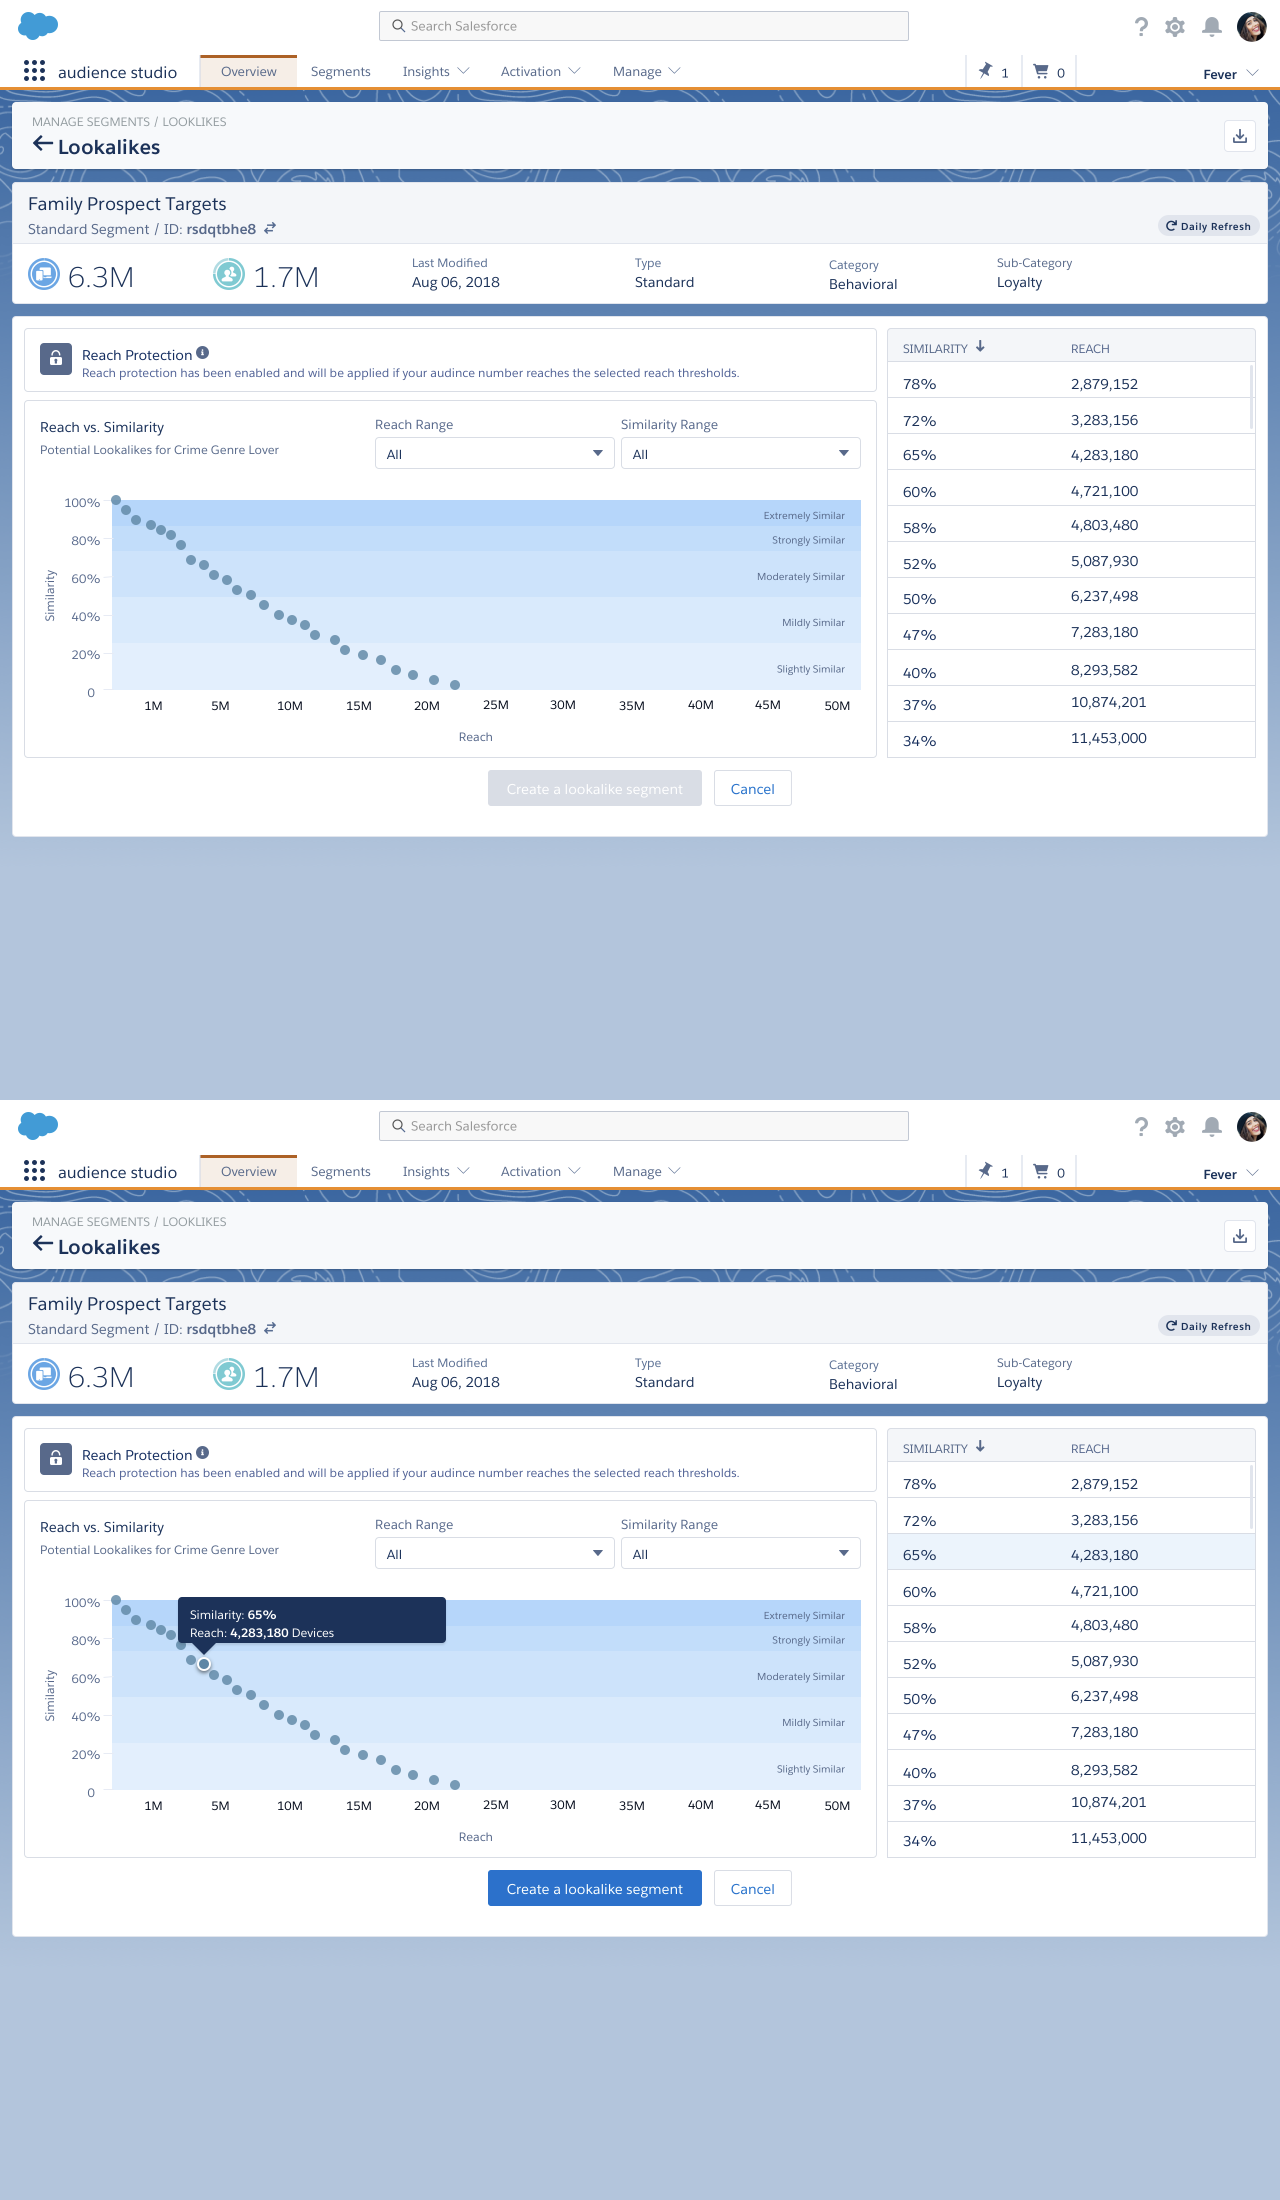 Search Salesforce
audience studio Overview Segments Insights Activation Manage 1 0 Fever
MANAGE SEGMENTS / LOOKLIKES
Lookalikes
Family Prospect Targets
Standard Segment / ID: rsdqtbhe8
Daily Refresh
6.3M 1.7M
Last Modified Type Category Sub-Category
Aug 06, 2018 Standard Behavioral Loyalty
Reach Protection
Reach protection has been enabled and will be applied if your audince number reaches the selected reach thresholds.
Reach vs. Similarity
Potential Lookalikes for Crime Genre Lover
Reach Range Similarity Range
All All
100%
80%
60%
40%
20%
0
Similarity
Extremely Similar
Strongly Similar
Moderately Similar
Mildly Similar
Slightly Similar
1M 5M 10M 15M 20M 25M 30M 35M 40M 45M 50M
Reach
SIMILARITY REACH
78% 2,879,152
72% 3,283,156
65% 4,283,180
60% 4,721,100
58% 4,803,480
52% 5,087,930
50% 6,237,498
47% 7,283,180
40% 8,293,582
37% 10,874,201
34% 11,453,000
Create a lookalike segment Cancel
Search Salesforce
audience studio Overview Segments Insights Activation Manage 1 0 Fever
MANAGE SEGMENTS / LOOKLIKES
Lookalikes
Family Prospect Targets
Standard Segment / ID: rsdqtbhe8
Daily Refresh
6.3M 1.7M
Last Modified Type Category Sub-Category
Aug 06, 2018 Standard Behavioral Loyalty
Reach Protection
Reach protection has been enabled and will be applied if your audince number reaches the selected reach thresholds.
Reach vs. Similarity
Potential Lookalikes for Crime Genre Lover
Reach Range Similarity Range
All All
Similarity: 65%
Reach: 4,283,180 Devices
100%
80%
60%
40%
20%
0
Similarity
Extremely Similar
Strongly Similar
Moderately Similar
Mildly Similar
Slightly Similar
1M 5M 10M 15M 20M 25M 30M 35M 40M 45M 50M
Reach
SIMILARITY REACH
78% 2,879,152
72% 3,283,156
65% 4,283,180
60% 4,721,100
58% 4,803,480
52% 5,087,930
50% 6,237,498
47% 7,283,180
40% 8,293,582
37% 10,874,201
34% 11,453,000
Create a lookalike segment Cancel